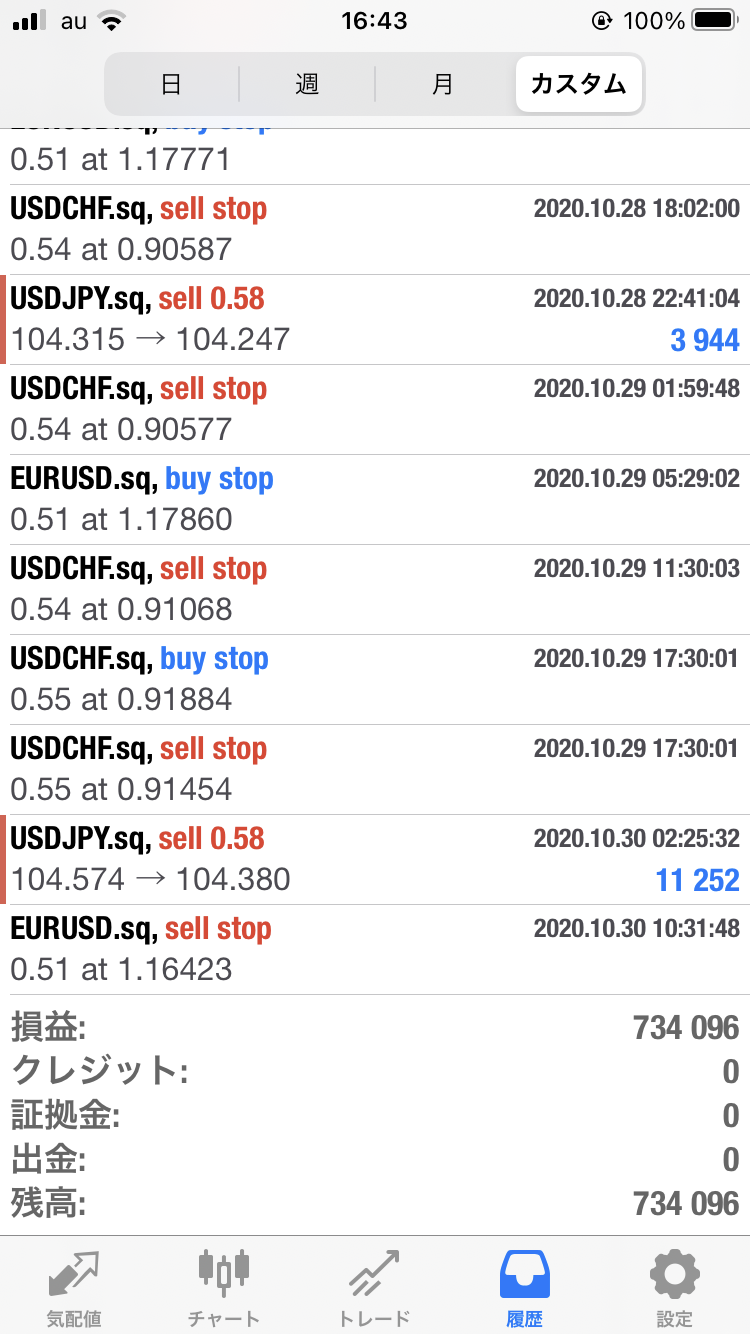 au 16:43 100%
日 週 月 カスタム
0.51 at 1.17771
USDCHF.sq, sell stop 2020.10.28 18:02:00
0.54 at 0.90587
USDJPY.sq, sell 0.58 2020.10.28 22:41:04
104.315 → 104.247 3 944
USDCHF.sq, sell stop 2020.10.29 01:59:48
0.54 at 0.90577
EURUSD.sq, buy stop 2020.10.29 05:29:02
0.51 at 1.17860
USDCHF.sq, sell stop 2020.10.29 11:30:03
0.54 at 0.91068
USDCHF.sq, buy stop 2020.10.29 17:30:01
0.55 at 0.91884
USDCHF.sq, sell stop 2020.10.29 17:30:01
0.55 at 0.91454
USDJPY.sq, sell 0.58 2020.10.30 02:25:32
104.574 → 104.380 11 252
EURUSD.sq, sell stop 2020.10.30 10:31:48
0.51 at 1.16423
損益: 734 096
クレジット: 0
証拠金: 0
出金: 0
残高: 734 096
気配値 チャート トレード 履歴 設定